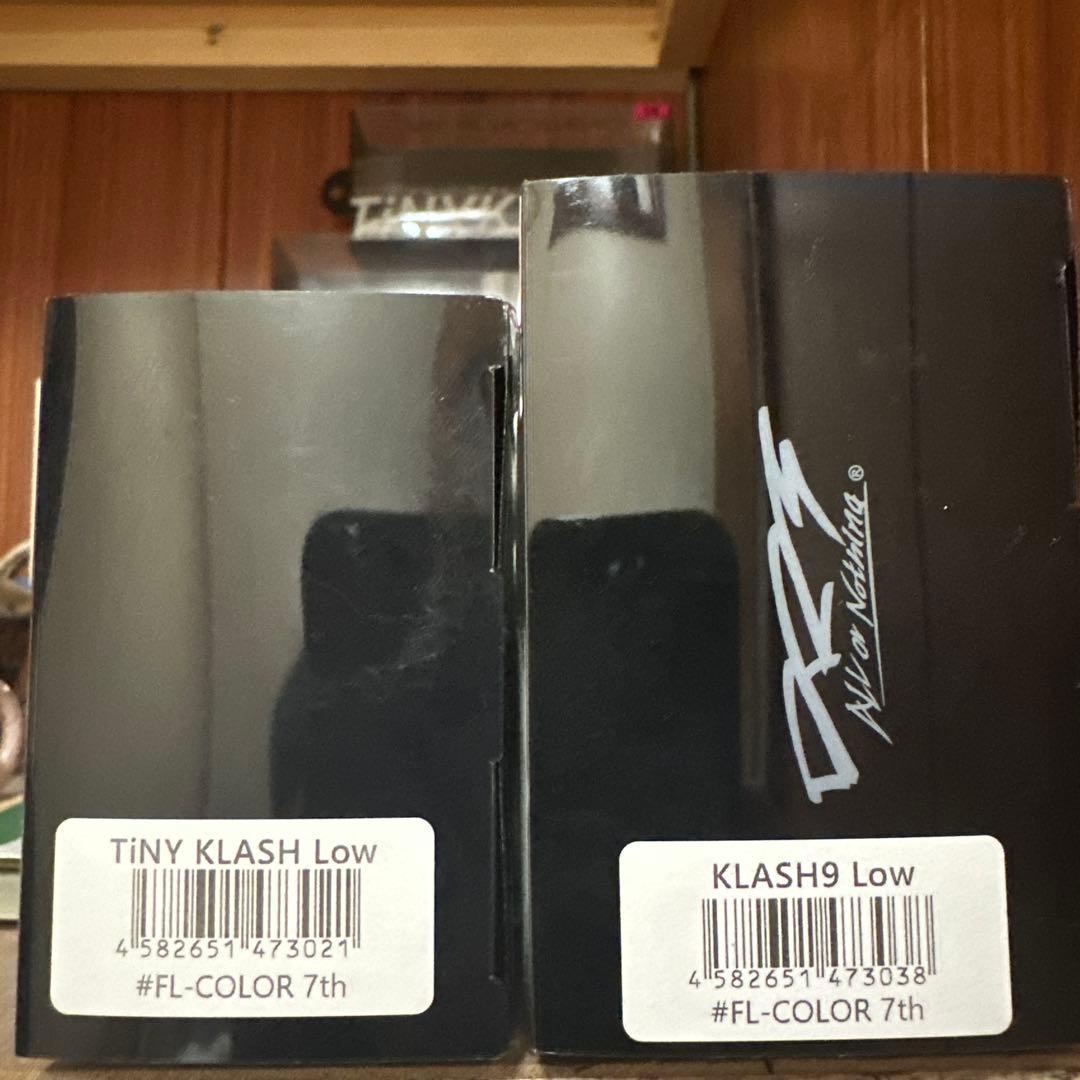 TiNYK
All or Nothing®
TiNY KLASH Low
4 582651 473021
#FL-COLOR 7th
KLASH9 Low
4 582651 473038
#FL-COLOR 7th